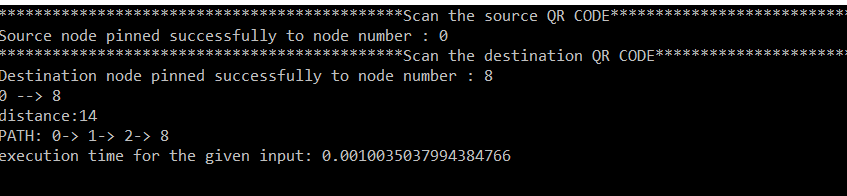 *********************************************Scan the source QR CODE***************************
Source node pinned successfully to node number : 0
*********************************************Scan the destination QR CODE**********************
Destination node pinned successfully to node number : 8
0 --> 8
distance:14
PATH: 0-> 1-> 2-> 8
execution time for the given input: 0.0010035037994384766